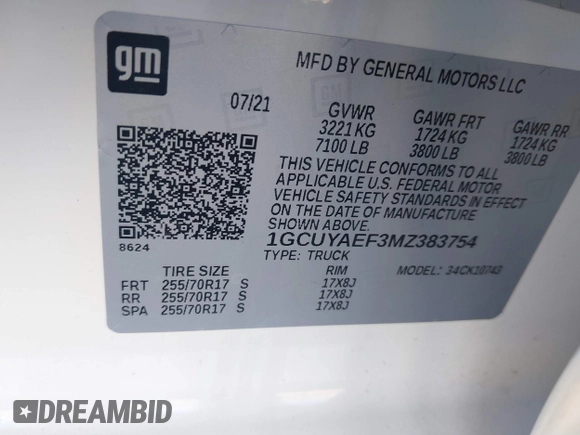 gm
MFD BY GENERAL MOTORS LLC
07/21
GVWR GAWR FRT GAWR RR
3221 KG 1724 KG 1724 KG
7100 LB 3800 LB 3800 LB
THIS VEHICLE CONFORMS TO ALL
APPLICABLE U.S. FEDERAL MOTOR
VEHICLE SAFETY STANDARDS IN EFFECT
ON THE DATE OF MANUFACTURE
SHOWN ABOVE.
1GCUYAEF3MZ383754
8624
TYPE: TRUCK MODEL:
TIRE SIZE RIM
FRT 255/70R17 S 17X8J
RR 255/70R17 S 17X8J
SPA 255/70R17 S 17X8J
DREAMBID